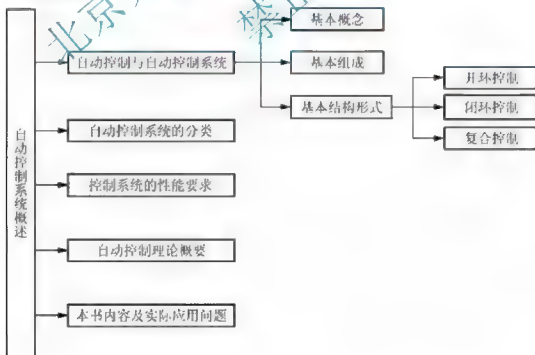 自动控制系统概述
自动控制与自动控制系统
基本概念
基本组成
基本结构形式
开环控制
闭环控制
复合控制
自动控制系统的分类
控制系统的性能要求
自动控制理论概要
本书内容及实际应用问题
北京
禁